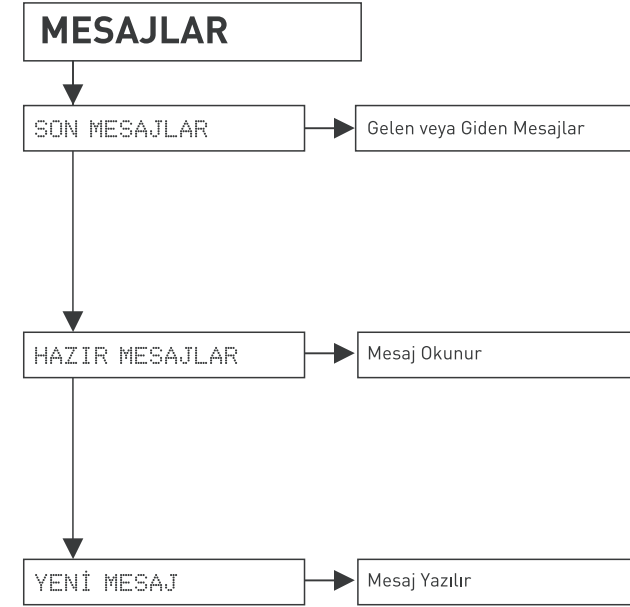 MESAJLAR
SON MESAJLAR
Gelen veya Giden Mesajlar
HAZIR MESAJLAR
Mesaj Okunur
YENİ MESAJ
Mesaj Yazılır